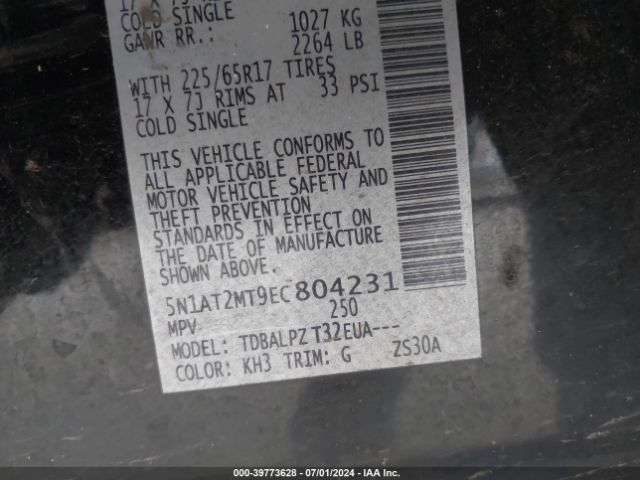 COLD SINGLE 1027 KG
GAWR RR.: 2264 LB
WITH 225/65R17 TIRES
17 X 7J RIMS AT 33 PSI
COLD SINGLE
THIS VEHICLE CONFORMS TO
ALL APPLICABLE FEDERAL
MOTOR VEHICLE SAFETY AND
THEFT PREVENTION
STANDARDS IN EFFECT ON
THE DATE OF MANUFACTURE
SHOWN ABOVE.
5N1AT2MT9EC804231
MPV 250
MODEL: TDBALPZ T32EUA---
COLOR: KH3 TRIM: G ZS30A
000-39773628 - 07/01/2024 - IAA Inc.